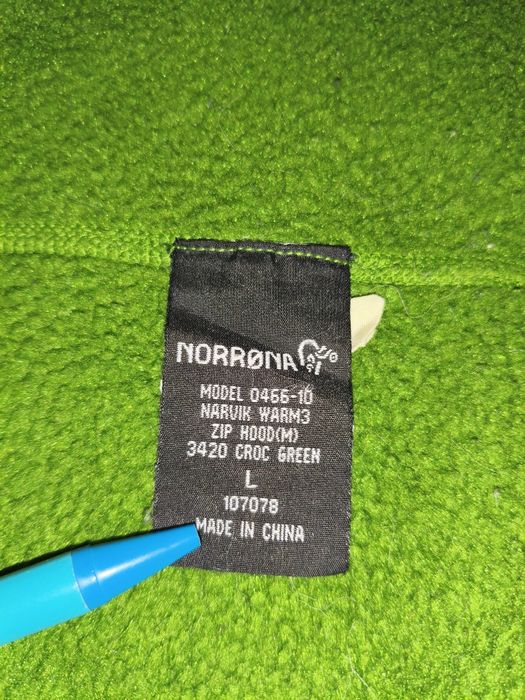 NORRØNA
MODEL 0466-10
NARVIK WARM3
ZIP HOOD(M)
3420 CROC GREEN
L
107078
MADE IN CHINA